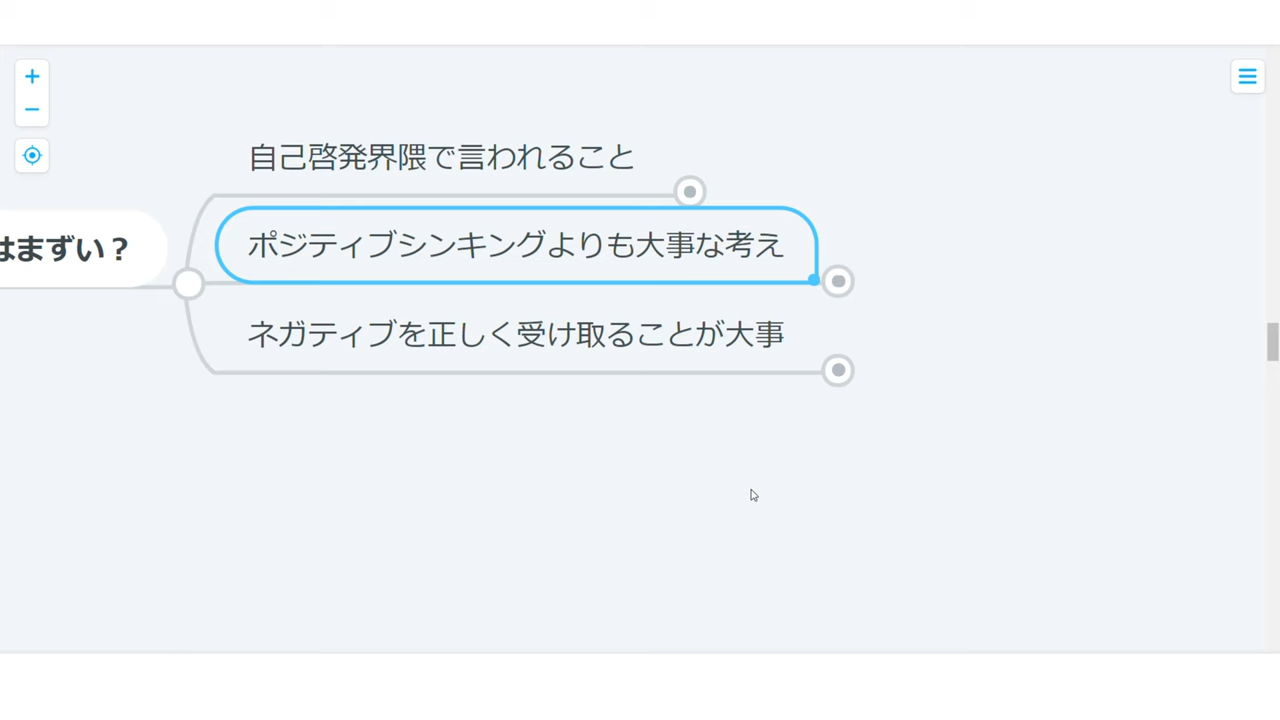 自己啓発界隈で言われること
はまずい？
ポジティブシンキングよりも大事な考え
ネガティブを正しく受け取ることが大事